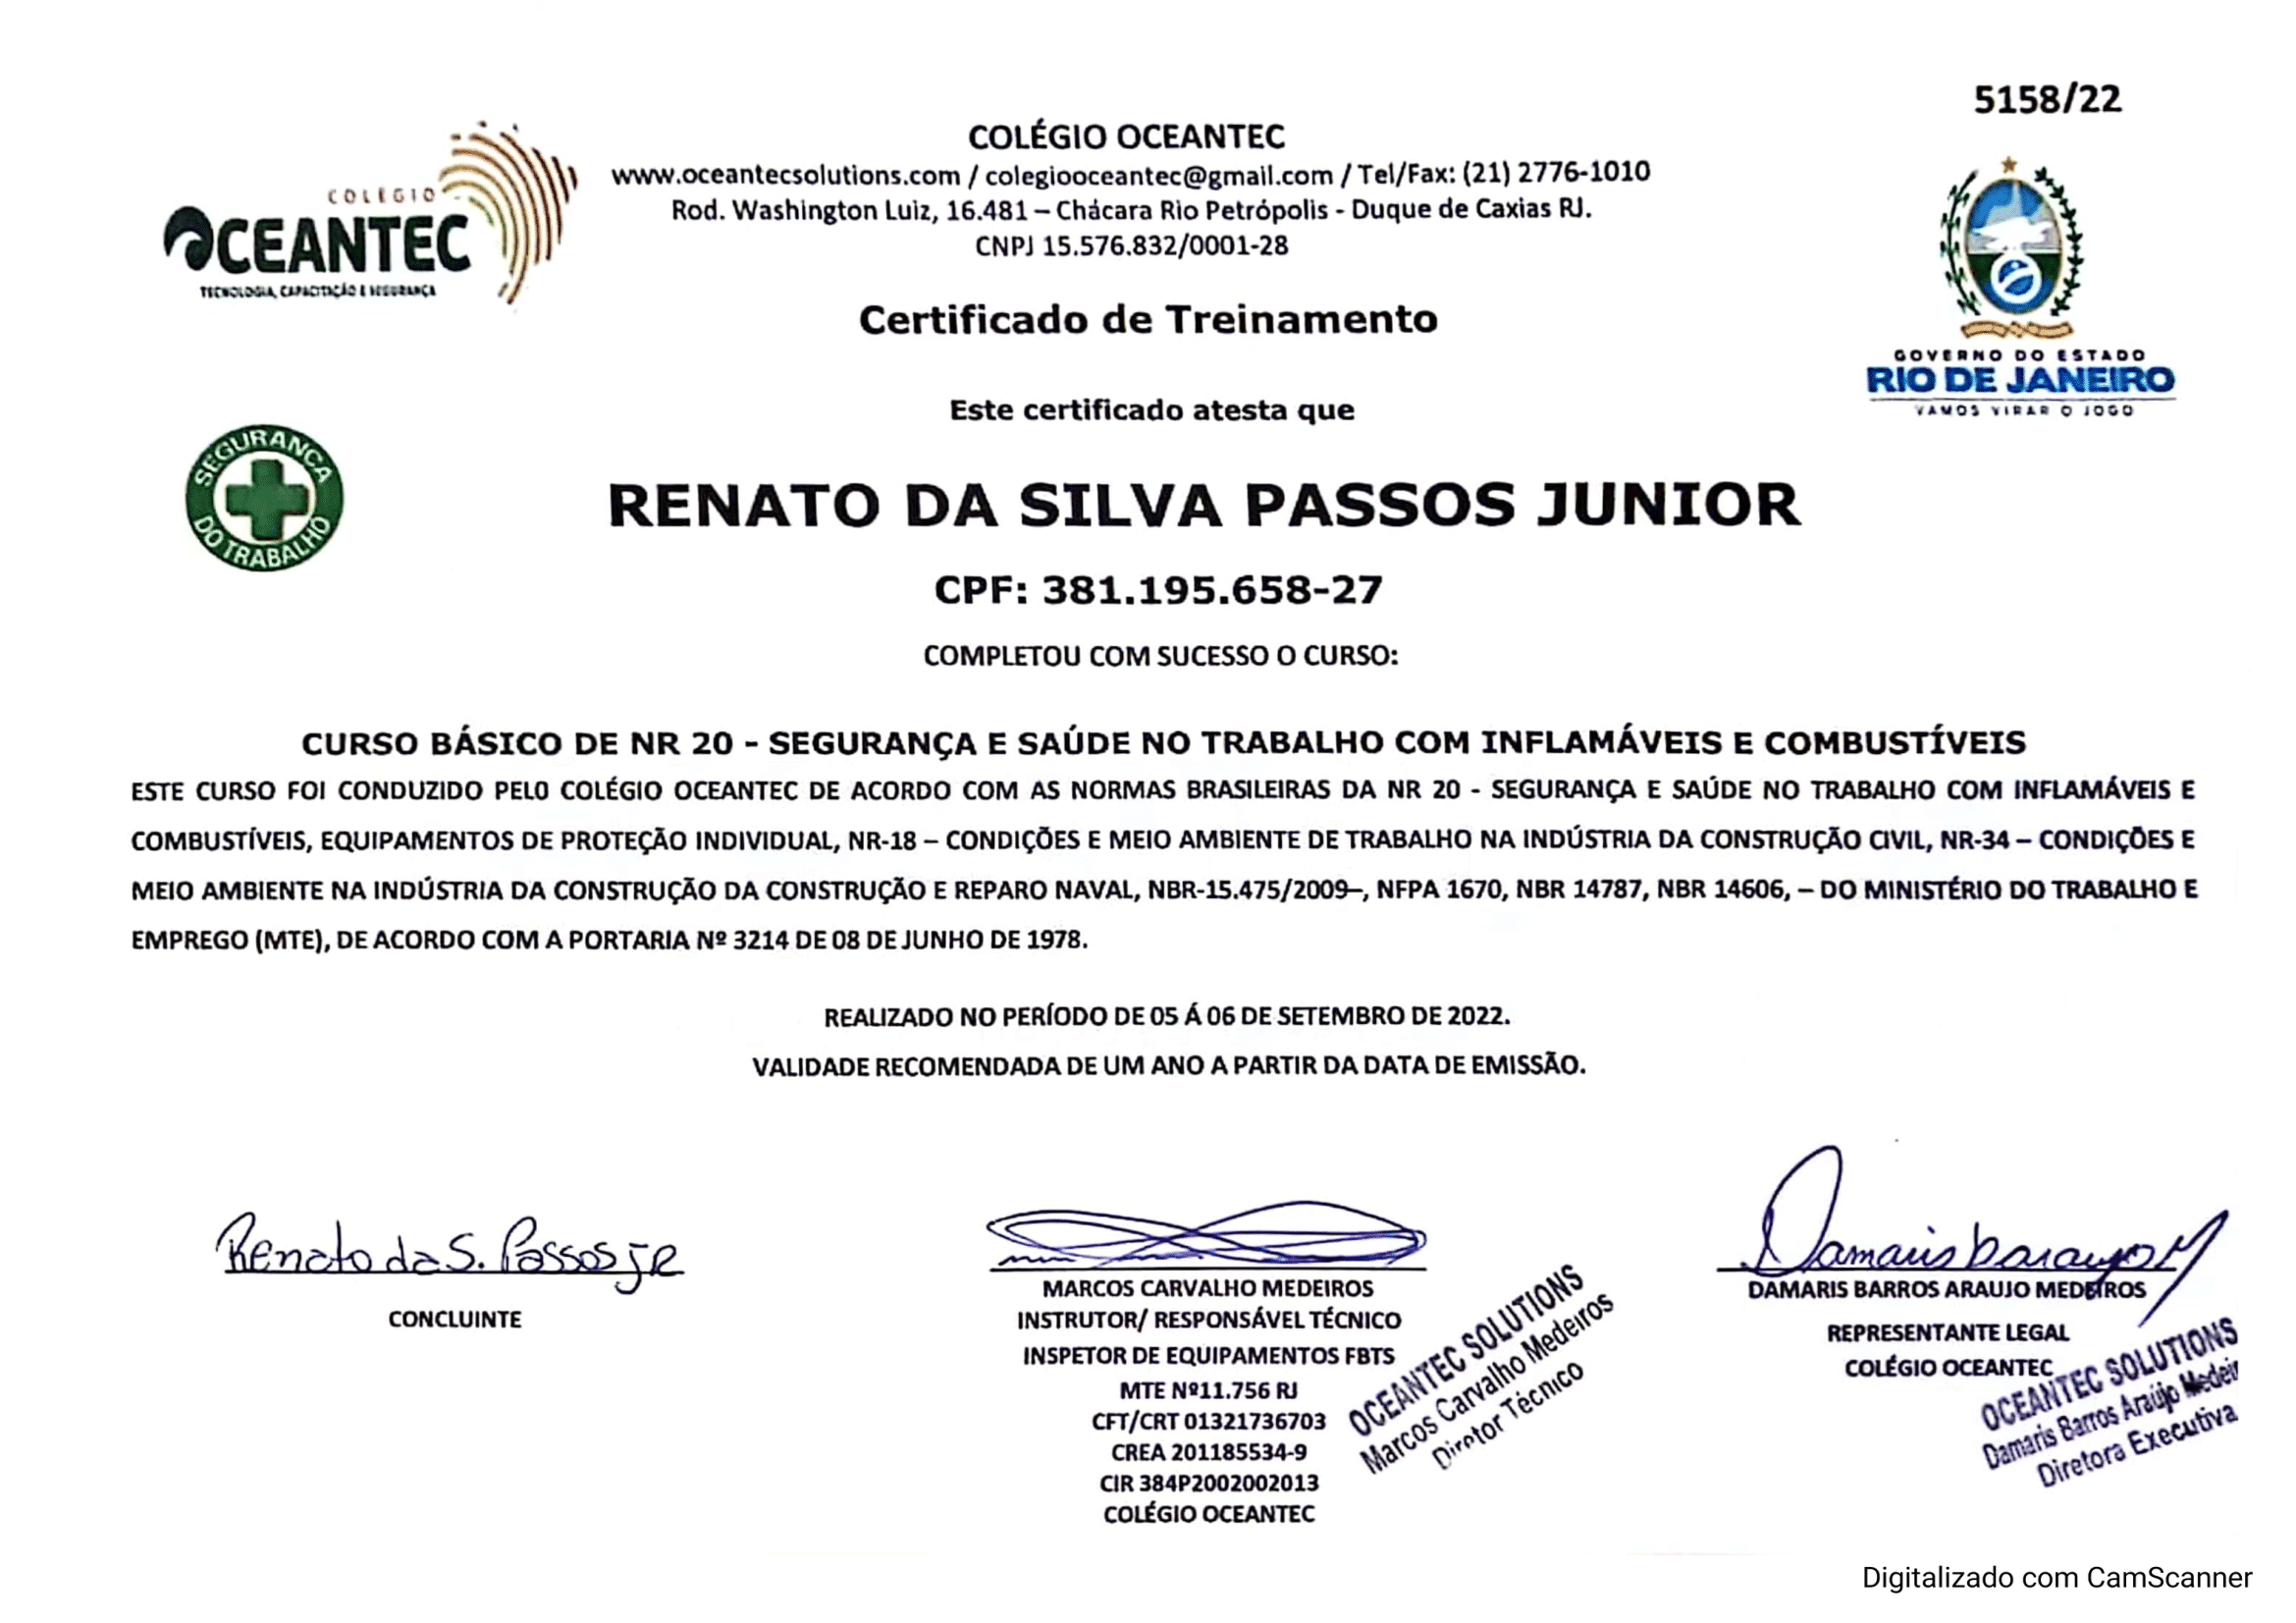 5158/22
COLÉGIO OCEANTEC
www.oceantecsolutions.com / colegiooceantec@gmail.com / Tel/Fax: (21) 2776-1010
Rod. Washington Luiz, 16.481 – Chácara Rio Petrópolis - Duque de Caxias RJ.
CNPJ 15.576.832/0001-28
COLÉGIO
OCEANTEC
TECNOLOGIA, CAPACITAÇÃO E SEGURANÇA
Certificado de Treinamento
GOVERNO DO ESTADO
RIO DE JANEIRO
VAMOS VIRAR O JOGO
Este certificado atesta que
SEGURANÇA
DO TRABALHO
RENATO DA SILVA PASSOS JUNIOR
CPF: 381.195.658-27
COMPLETOU COM SUCESSO O CURSO:
CURSO BÁSICO DE NR 20 - SEGURANÇA E SAÚDE NO TRABALHO COM INFLAMÁVEIS E COMBUSTÍVEIS
ESTE CURSO FOI CONDUZIDO PELO COLÉGIO OCEANTEC DE ACORDO COM AS NORMAS BRASILEIRAS DA NR 20 - SEGURANÇA E SAÚDE NO TRABALHO COM INFLAMÁVEIS E
COMBUSTÍVEIS, EQUIPAMENTOS DE PROTEÇÃO INDIVIDUAL, NR-18 – CONDIÇÕES E MEIO AMBIENTE DE TRABALHO NA INDÚSTRIA DA CONSTRUÇÃO CIVIL, NR-34 – CONDIÇÕES E
MEIO AMBIENTE NA INDÚSTRIA DA CONSTRUÇÃO DA CONSTRUÇÃO E REPARO NAVAL, NBR-15.475/2009–, NFPA 1670, NBR 14787, NBR 14606, – DO MINISTÉRIO DO TRABALHO E
EMPREGO (MTE), DE ACORDO COM A PORTARIA Nº 3214 DE 08 DE JUNHO DE 1978.
REALIZADO NO PERÍODO DE 05 Á 06 DE SETEMBRO DE 2022.
VALIDADE RECOMENDADA DE UM ANO A PARTIR DA DATA DE EMISSÃO.
Renato da S. Passos JR
CONCLUINTE
MARCOS CARVALHO MEDEIROS
INSTRUTOR/ RESPONSÁVEL TÉCNICO
INSPETOR DE EQUIPAMENTOS FBTS
MTE Nº11.756 RJ
CFT/CRT 01321736703
CREA 201185534-9
CIR 384P2002002013
COLÉGIO OCEANTEC
OCEANTEC SOLUTIONS
Marcos Carvalho Medeiros
Diretor Técnico
Damaris Baraujo M
DAMARIS BARROS ARAUJO MEDEIROS
REPRESENTANTE LEGAL
COLÉGIO OCEANTEC
OCEANTEC SOLUTIONS
Damaris Barros Araújo Medeir
Diretora Executiva
Digitalizado com CamScanner